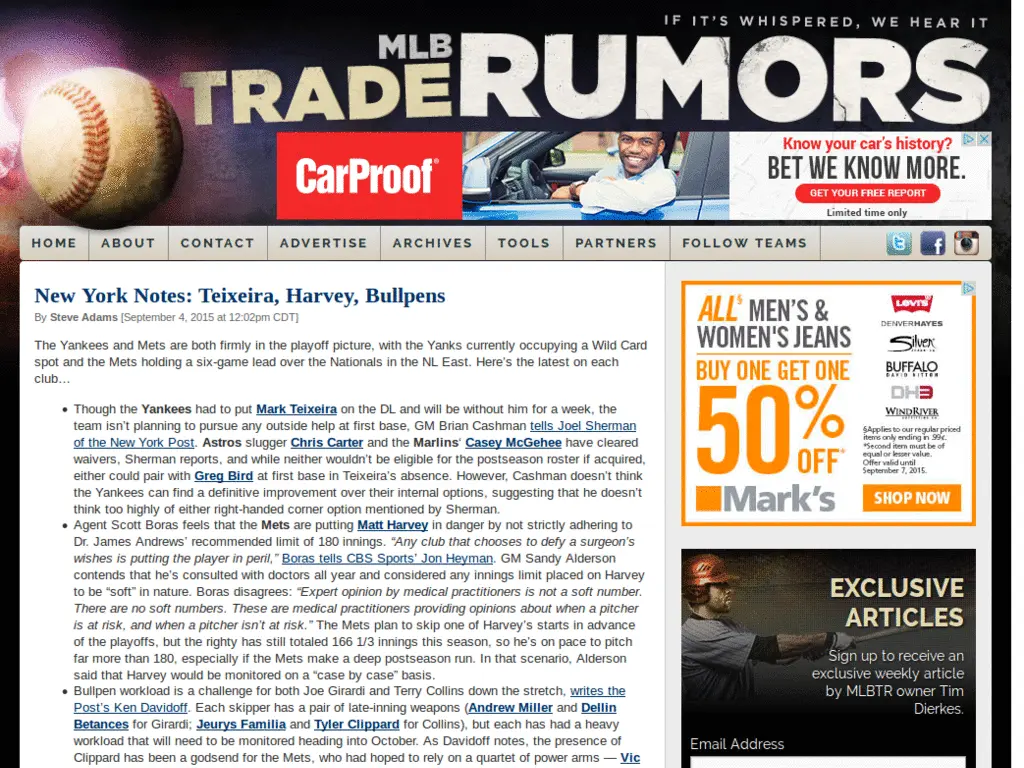 IF IT'S WHISPERED, WE HEAR IT
MLB
TRADERUMORS
CarProof
Know your car's history?
BET WE KNOW MORE.
GET YOUR FREE REPORT
Limited time only
HOME ABOUT CONTACT ADVERTISE ARCHIVES TOOLS PARTNERS FOLLOW TEAMS
New York Notes: Teixeira, Harvey, Bullpens
By Steve Adams [September 4, 2015 at 12:02pm CDT]
The Yankees and Mets are both firmly in the playoff picture, with the Yanks currently occupying a Wild Card
spot and the Mets holding a six-game lead over the Nationals in the NL East. Here's the latest on each
club…
Though the Yankees had to put Mark Teixeira on the DL and will be without him for a week, the
team isn't planning to pursue any outside help at first base, GM Brian Cashman tells Joel Sherman
of the New York Post. Astros slugger Chris Carter and the Marlins' Casey McGehee have cleared
waivers, Sherman reports, and while neither wouldn't be eligible for the postseason roster if acquired,
either could pair with Greg Bird at first base in Teixeira's absence. However, Cashman doesn't think
the Yankees can find a definitive improvement over their internal options, suggesting that he doesn't
think too highly of either right-handed corner option mentioned by Sherman.
Agent Scott Boras feels that the Mets are putting Matt Harvey in danger by not strictly adhering to
Dr. James Andrews' recommended limit of 180 innings. “Any club that chooses to defy a surgeon's
wishes is putting the player in peril,” Boras tells CBS Sports' Jon Heyman. GM Sandy Alderson
contends that he's consulted with doctors all year and considered any innings limit placed on Harvey
to be “soft” in nature. Boras disagrees: “Expert opinion by medical practitioners is not a soft number.
There are no soft numbers. These are medical practitioners providing opinions about when a pitcher
is at risk, and when a pitcher isn't at risk.” The Mets plan to skip one of Harvey's starts in advance
of the playoffs, but the righty has still totaled 166 1/3 innings this season, so he's on pace to pitch
far more than 180, especially if the Mets make a deep postseason run. In that scenario, Alderson
said that Harvey would be monitored on a “case by case” basis.
Bullpen workload is a challenge for both Joe Girardi and Terry Collins down the stretch, writes the
Post's Ken Davidoff. Each skipper has a pair of late-inning weapons (Andrew Miller and Dellin
Betances for Girardi; Jeurys Familia and Tyler Clippard for Collins), but each has had a heavy
workload that will need to be monitored heading into October. As Davidoff notes, the presence of
Clippard has been a godsend for the Mets, who had hoped to rely on a quartet of power arms — Vic
ALL§ MEN'S &
WOMEN'S JEANS
BUY ONE GET ONE
50%
OFF*
Mark's
LEVI'S
DENVERHAYES
Silver
BUFFALO
DAVID BITTON
DH3
WINDRIVER
§Applies to our regular priced
items only ending in .99¢.
*Second item must be of
equal or lesser value.
Offer valid until
September 7, 2015.
SHOP NOW
EXCLUSIVE
ARTICLES
Sign up to receive an
exclusive weekly article
by MLBTR owner Tim
Dierkes.
Email Address